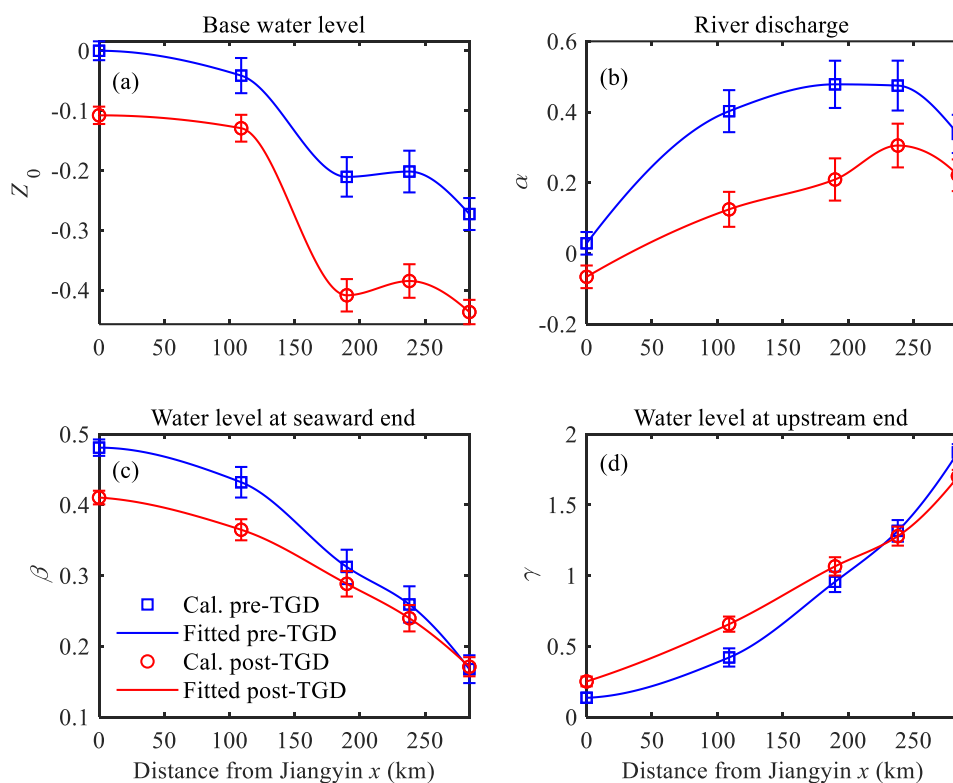 Base water level
0
-0.1
-0.2
-0.3
-0.4
Z0
(a)
0 50 100 150 200 250
River discharge
0.6
0.4
0.2
0
-0.2
α
(b)
0 50 100 150 200 250
Water level at seaward end
0.5
0.4
0.3
0.2
0.1
β
(c)
Cal. pre-TGD
Fitted pre-TGD
Cal. post-TGD
Fitted post-TGD
0 50 100 150 200 250
Distance from Jiangyin x (km)
Water level at upstream end
2
1.5
1
0.5
0
γ
(d)
0 50 100 150 200 250
Distance from Jiangyin x (km)